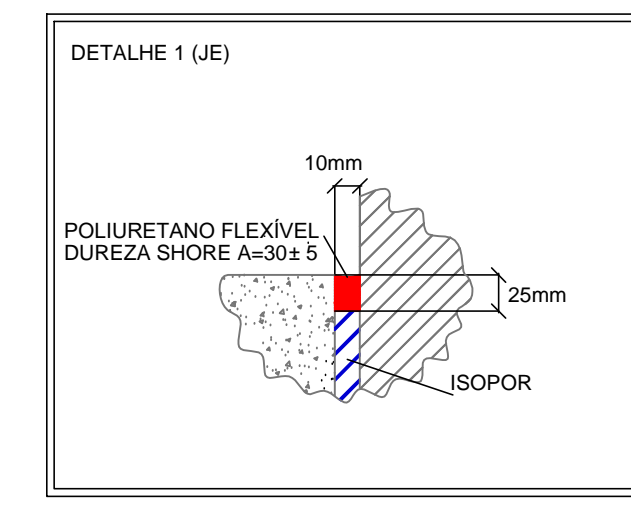 DETALHE 1 (JE)
10mm
POLIURETANO FLEXÍVEL
DUREZA SHORE A=30± 5
25mm
ISOPOR